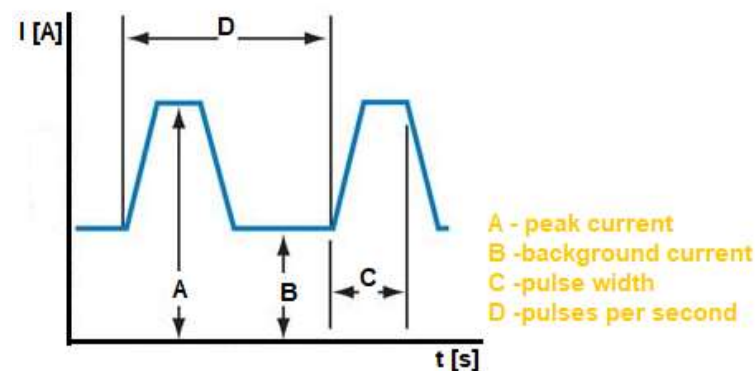 I [A]
D
A
B
C
t [s]
A - peak current
B -background current
C -pulse width
D -pulses per second